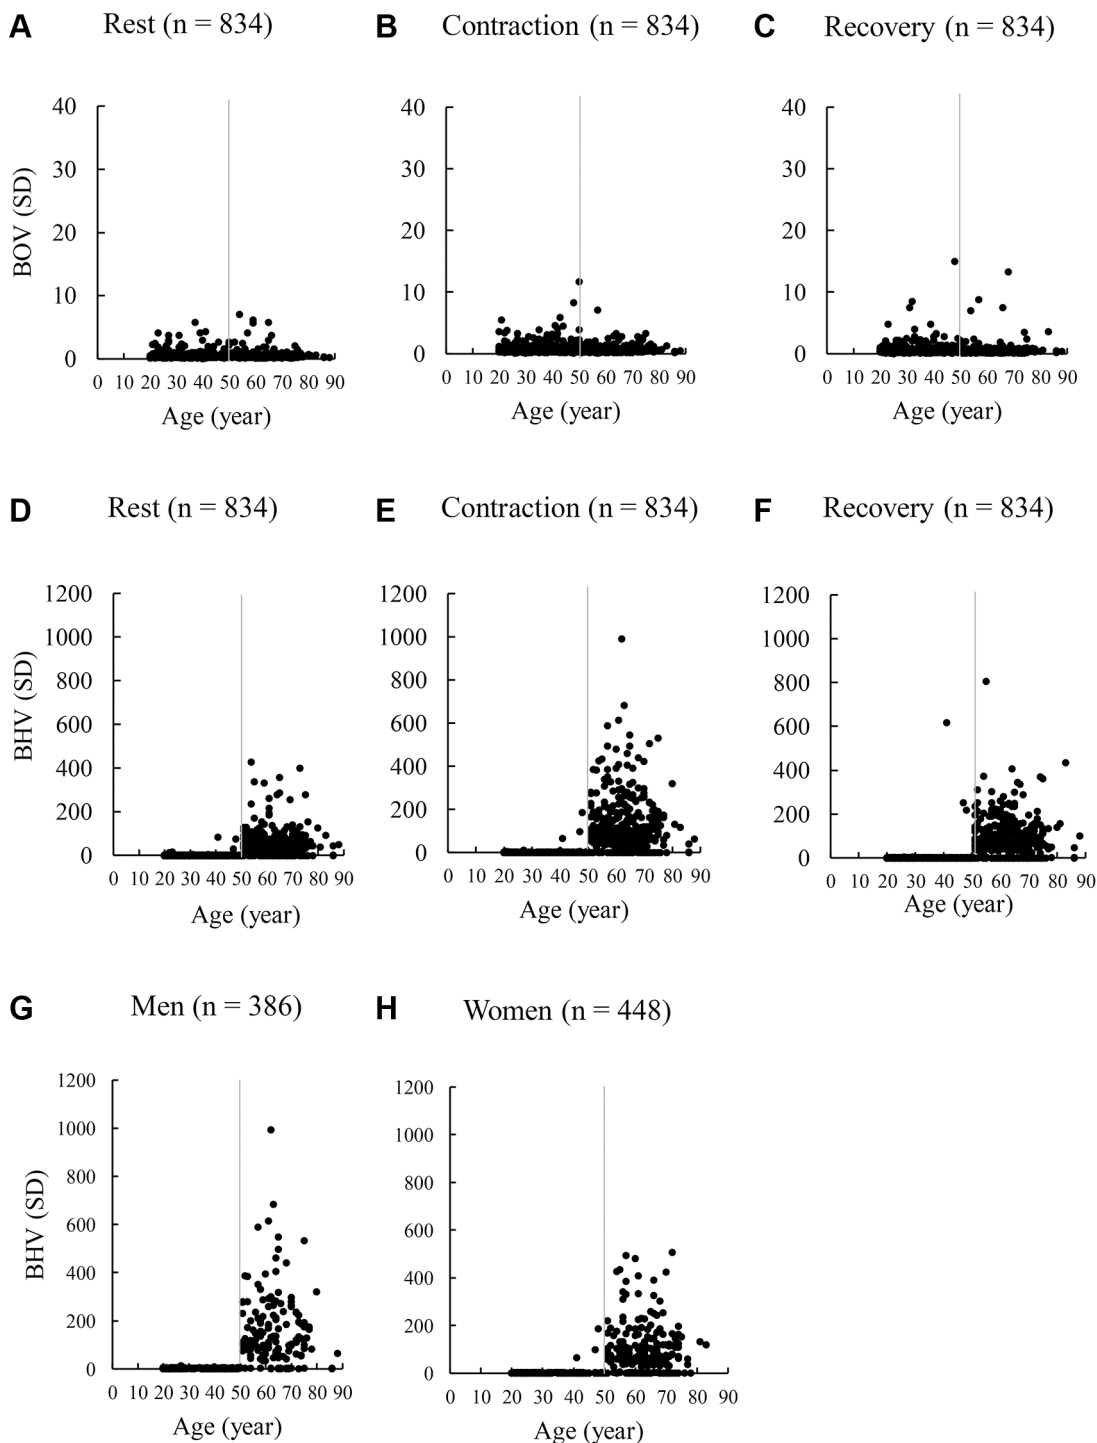 A Rest (n = 834) B Contraction (n = 834) C Recovery (n = 834)
BOV (SD)
40 40 40
30 30 30
20 20 20
10 10 10
0 0 0
0 10 20 30 40 50 60 70 80 90 0 10 20 30 40 50 60 70 80 90 0 10 20 30 40 50 60 70 80 90
Age (year) Age (year) Age (year)
D Rest (n = 834) E Contraction (n = 834) F Recovery (n = 834)
BHV (SD)
1200 1200 1200
1000 1000 1000
800 800 800
600 600 600
400 400 400
200 200 200
0 0 0
0 10 20 30 40 50 60 70 80 90 0 10 20 30 40 50 60 70 80 90 0 10 20 30 40 50 60 70 80 90
Age (year) Age (year) Age (year)
G Men (n = 386) H Women (n = 448)
BHV (SD)
1200 1200
1000 1000
800 800
600 600
400 400
200 200
0 0
0 10 20 30 40 50 60 70 80 90 0 10 20 30 40 50 60 70 80 90
Age (year) Age (year)